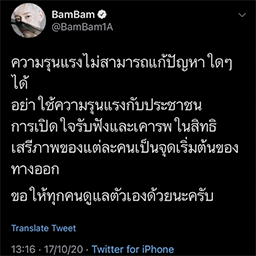 BamBam
@BamBam1A
ความรุนแรงไม่สามารถแก้ปัญหาใดๆ
ได้
อย่าใช้ความรุนแรงกับประชาชน
การเปิดใจรับฟังและเคารพในสิทธิ
เสรีภาพของแต่ละคนเป็นจุดเริ่มต้นของ
ทางออก
ขอให้ทุกคนดูแลตัวเองด้วยนะครับ
Translate Tweet
13:16 · 17/10/20 · Twitter for iPhone